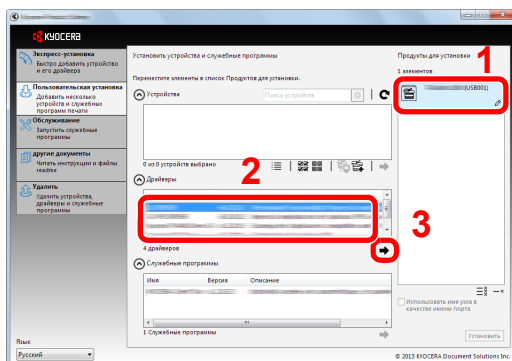 KYOCERA
Экспресс-установка
Быстро добавить устройство
и его драйвера
Пользовательская установка
Добавить несколько
устройств и служебных
программ печати
Обслуживание
Запустить служебные
программы
другие документы
Читать инструкции и файлы
readme
Удалить
Удалить устройства,
драйверы и служебные
программы
Язык
Русский
Установить устройства и служебные программы
Переместите элементы в список Продуктов для установки.
Устройства
Поиск устройств
0 из 0 устройств выбрано
2
Драйверы
3
4 драйверов
Служебные программы
Имя Версия Описание
1 Служебные программы
Продукты для установки
1
1 элементов
(USB001)
Использовать имя узла в
качестве имени порта
Установить
© 2013 KYOCERA Document Solutions Inc.